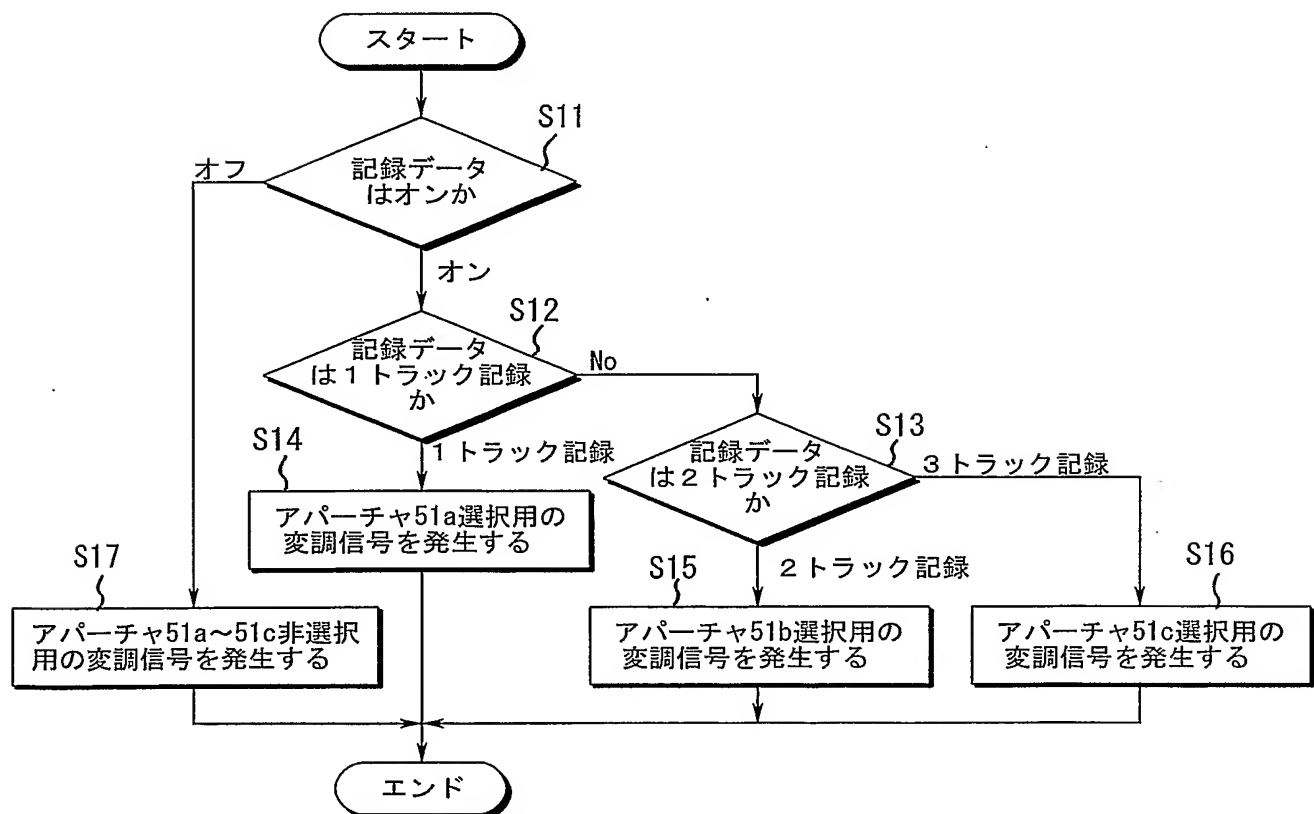 スタート
S11
オフ
記録データ
はオンか
オン
S12
記録データ
は1トラック記録
か
No
S13
記録データ
は2トラック記録
か
3トラック記録
S14
1トラック記録
アパーチャ51a選択用の
変調信号を発生する
2トラック記録
S17
アパーチャ51a～51c非選択
用の変調信号を発生する
S15
アパーチャ51b選択用の
変調信号を発生する
S16
アパーチャ51c選択用の
変調信号を発生する
エンド